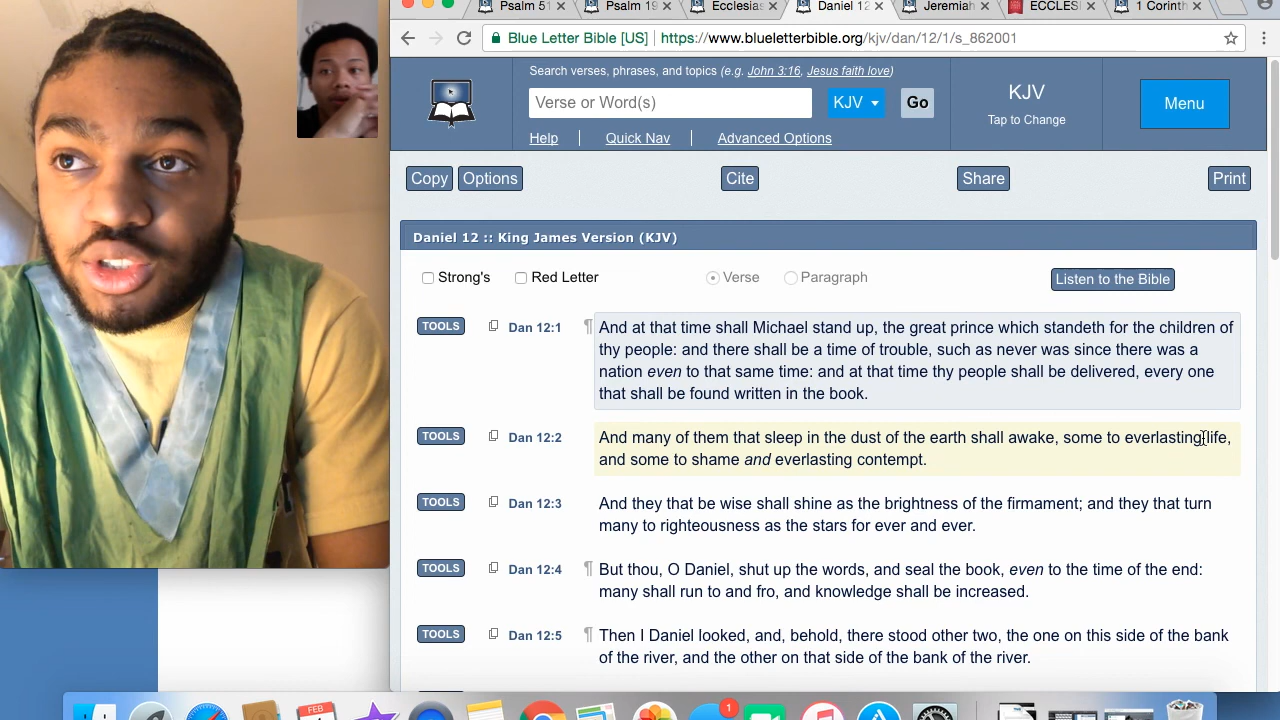 Psalm 51 Psalm 19 Ecclesias Daniel 12 Jeremiah ECCLESI 1 Corinth
Blue Letter Bible [US] https://www.blueletterbible.org/kjv/dan/12/1/s_862001
Search verses, phrases, and topics (e.g. John 3:16, Jesus faith love)
Verse or Word(s) KJV Go
Help Quick Nav Advanced Options
KJV
Tap to Change
Menu
Copy Options Cite Share Print
Daniel 12 :: King James Version (KJV)
Strong's Red Letter Verse Paragraph Listen to the Bible
TOOLS Dan 12:1 ¶ And at that time shall Michael stand up, the great prince which standeth for the children of
thy people: and there shall be a time of trouble, such as never was since there was a
nation even to that same time: and at that time thy people shall be delivered, every one
that shall be found written in the book.
TOOLS Dan 12:2 And many of them that sleep in the dust of the earth shall awake, some to everlasting life,
and some to shame and everlasting contempt.
TOOLS Dan 12:3 And they that be wise shall shine as the brightness of the firmament; and they that turn
many to righteousness as the stars for ever and ever.
TOOLS Dan 12:4 ¶ But thou, O Daniel, shut up the words, and seal the book, even to the time of the end:
many shall run to and fro, and knowledge shall be increased.
TOOLS Dan 12:5 ¶ Then I Daniel looked, and, behold, there stood other two, the one on this side of the bank
of the river, and the other on that side of the bank of the river.
FEB
1